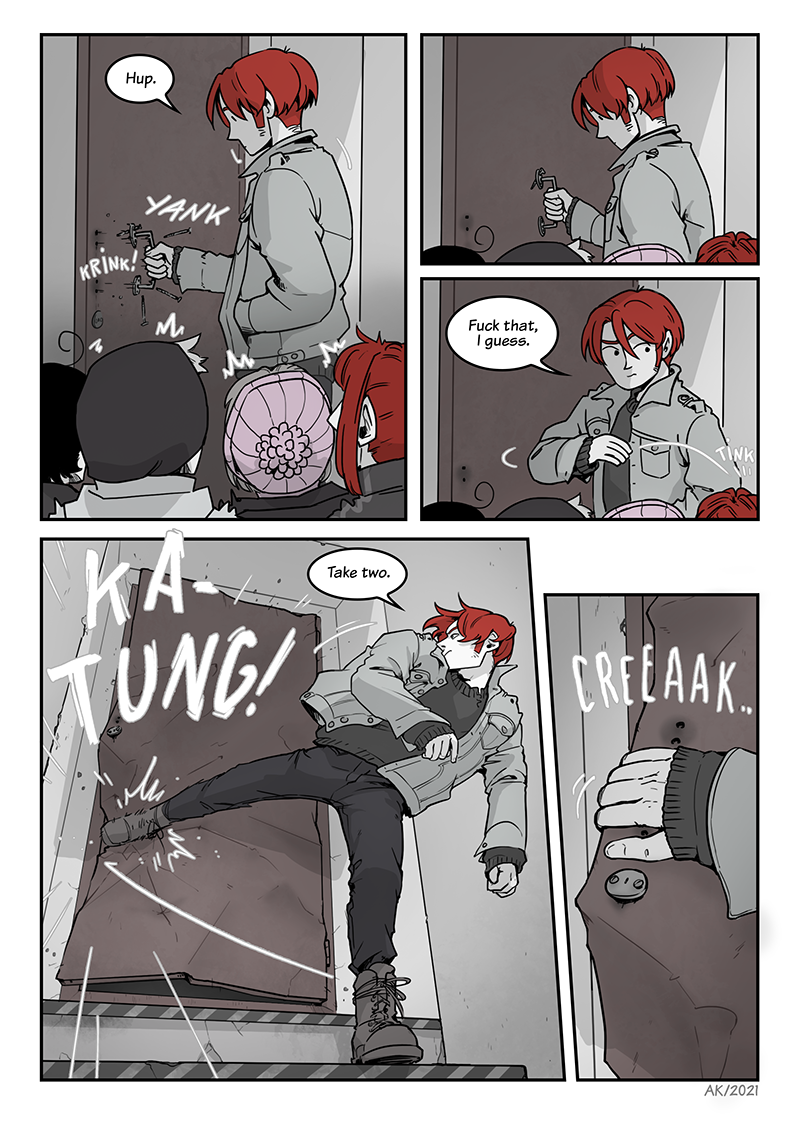 Hup.
YANK
KRINK!
Fuck that,
I guess.
TINK
KA-
TUNG!
Take two.
CREEAAK..
AK/2021